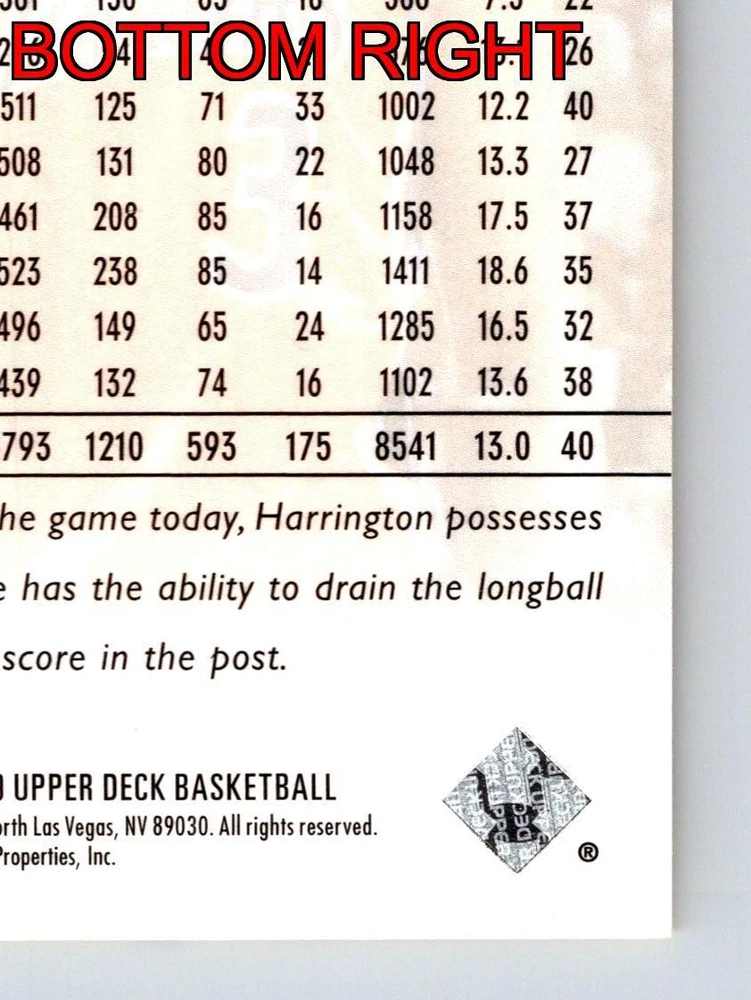 BOTTOM RIGHT
26
511 125 71 33 1002 12.2 40
508 131 80 22 1048 13.3 27
461 208 85 16 1158 17.5 37
523 238 85 14 1411 18.6 35
496 149 65 24 1285 16.5 32
439 132 74 16 1102 13.6 38
793 1210 593 175 8541 13.0 40
he game today, Harrington possesses
e has the ability to drain the longball
score in the post.
UPPER DECK BASKETBALL
orth Las Vegas, NV 89030. All rights reserved.
Properties, Inc.
®